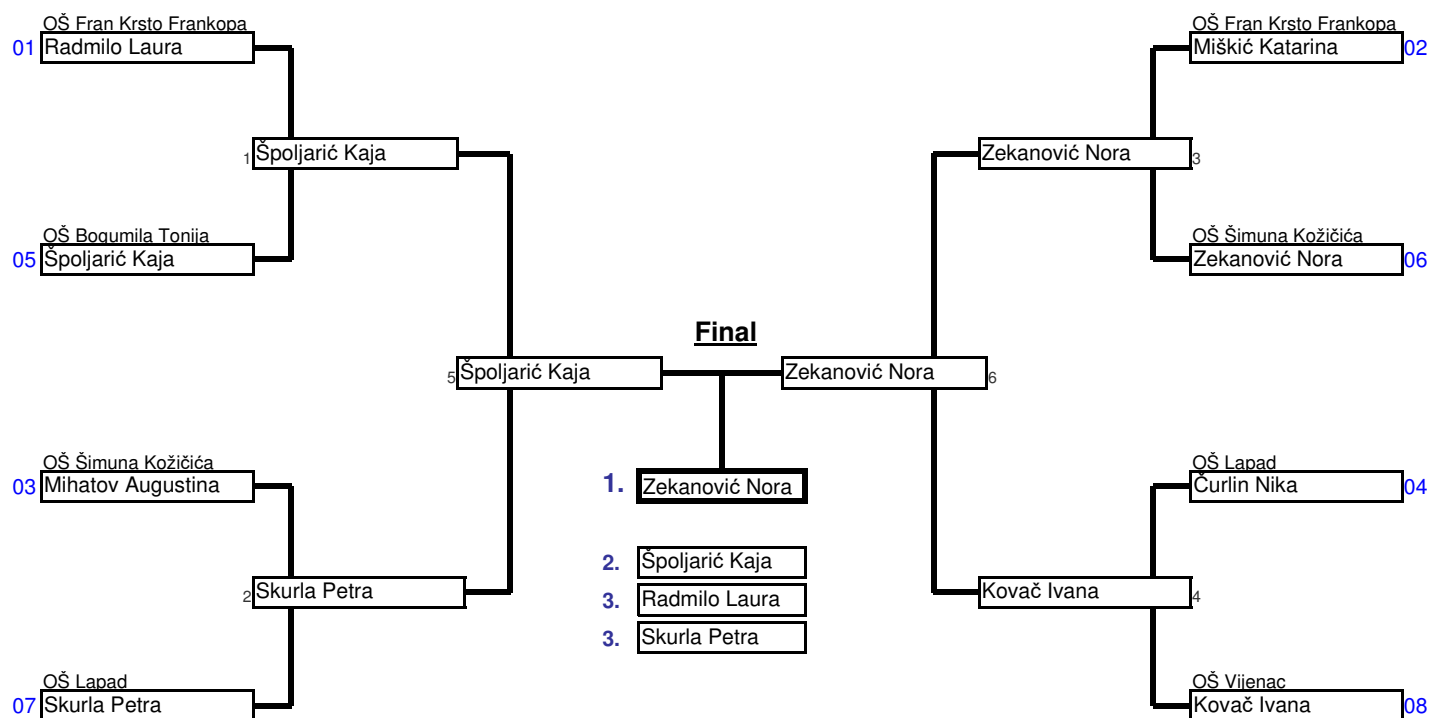 OŠ Fran Krsto Frankopa
01 Radmilo Laura
OŠ Fran Krsto Frankopa
Miškić Katarina 02
1 Špoljarić Kaja
Zekanović Nora 3
OŠ Bogumila Tonija
05 Špoljarić Kaja
OŠ Šimuna Kožičića
Zekanović Nora 06
Final
5 Špoljarić Kaja
Zekanović Nora 6
OŠ Šimuna Kožičića
03 Mihatov Augustina
1. Zekanović Nora
OŠ Lapad
Čurlin Nika 04
2. Špoljarić Kaja
2 Skurla Petra
3. Radmilo Laura
Kovač Ivana 4
3. Skurla Petra
OŠ Lapad
07 Skurla Petra
OŠ Vijenac
Kovač Ivana 08